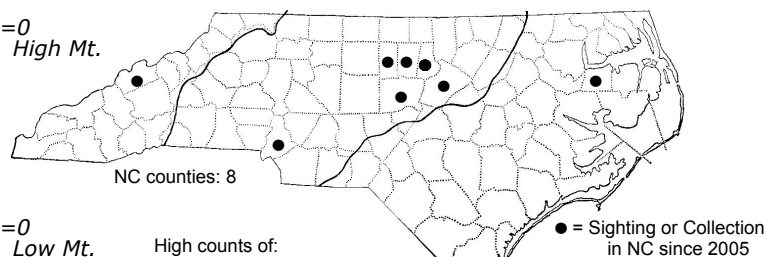 =0
High Mt.
NC counties: 8
=0
Low Mt.
High counts of:
● = Sighting or Collection
in NC since 2005